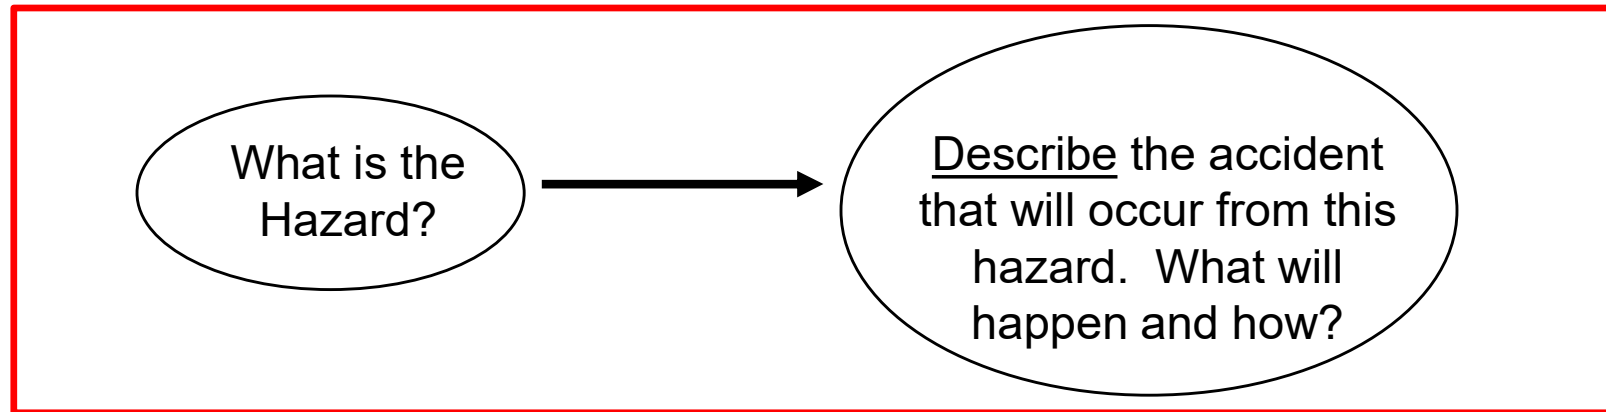 What is the
Hazard?
Describe the accident
that will occur from this
hazard.  What will
happen and how?